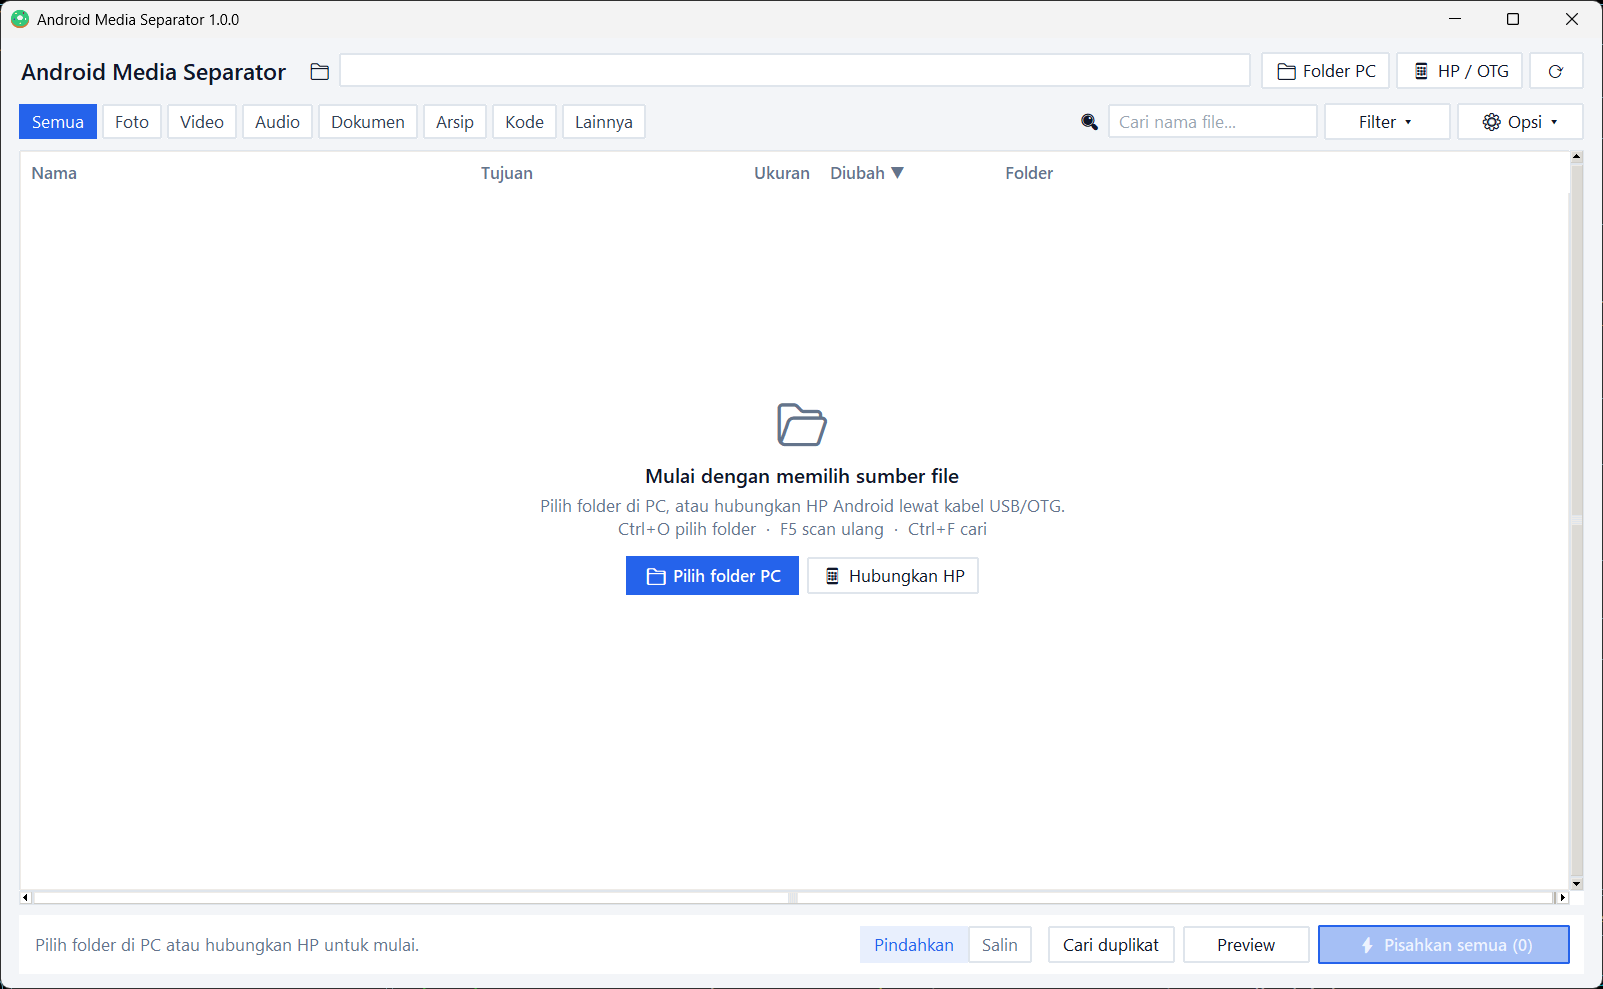 Android Media Separator 1.0.0
Android Media Separator
Folder PC
HP / OTG
Semua
Foto
Video
Audio
Dokumen
Arsip
Kode
Lainnya
Cari nama file...
Filter
Opsi
Nama
Tujuan
Ukuran
Diubah ▼
Folder
Mulai dengan memilih sumber file
Pilih folder di PC, atau hubungkan HP Android lewat kabel USB/OTG.
Ctrl+O pilih folder · F5 scan ulang · Ctrl+F cari
Pilih folder PC
Hubungkan HP
Pilih folder di PC atau hubungkan HP untuk mulai.
Pindahkan
Salin
Cari duplikat
Preview
Pisahkan semua (0)